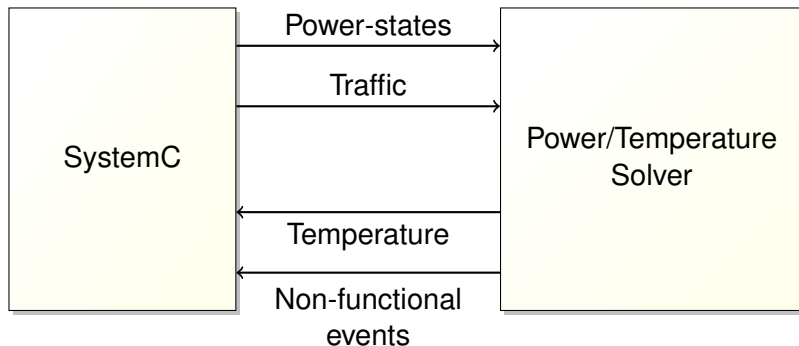 Power-states
Traffic
SystemC
Power/Temperature
Solver
Temperature
Non-functional
events